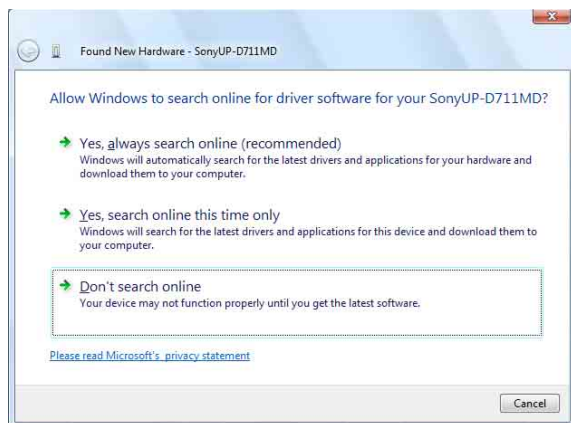 Found New Hardware - SonyUP-D711MD
Allow Windows to search online for driver software for your SonyUP-D711MD?
Yes, always search online (recommended)
Windows will automatically search for the latest drivers and applications for your hardware and
download them to your computer.
Yes, search online this time only
Windows will search for the latest drivers and applications for this device and download them to
your computer.
Don't search online
Your device may not function properly until you get the latest software.
Please read Microsoft's privacy statement
Cancel